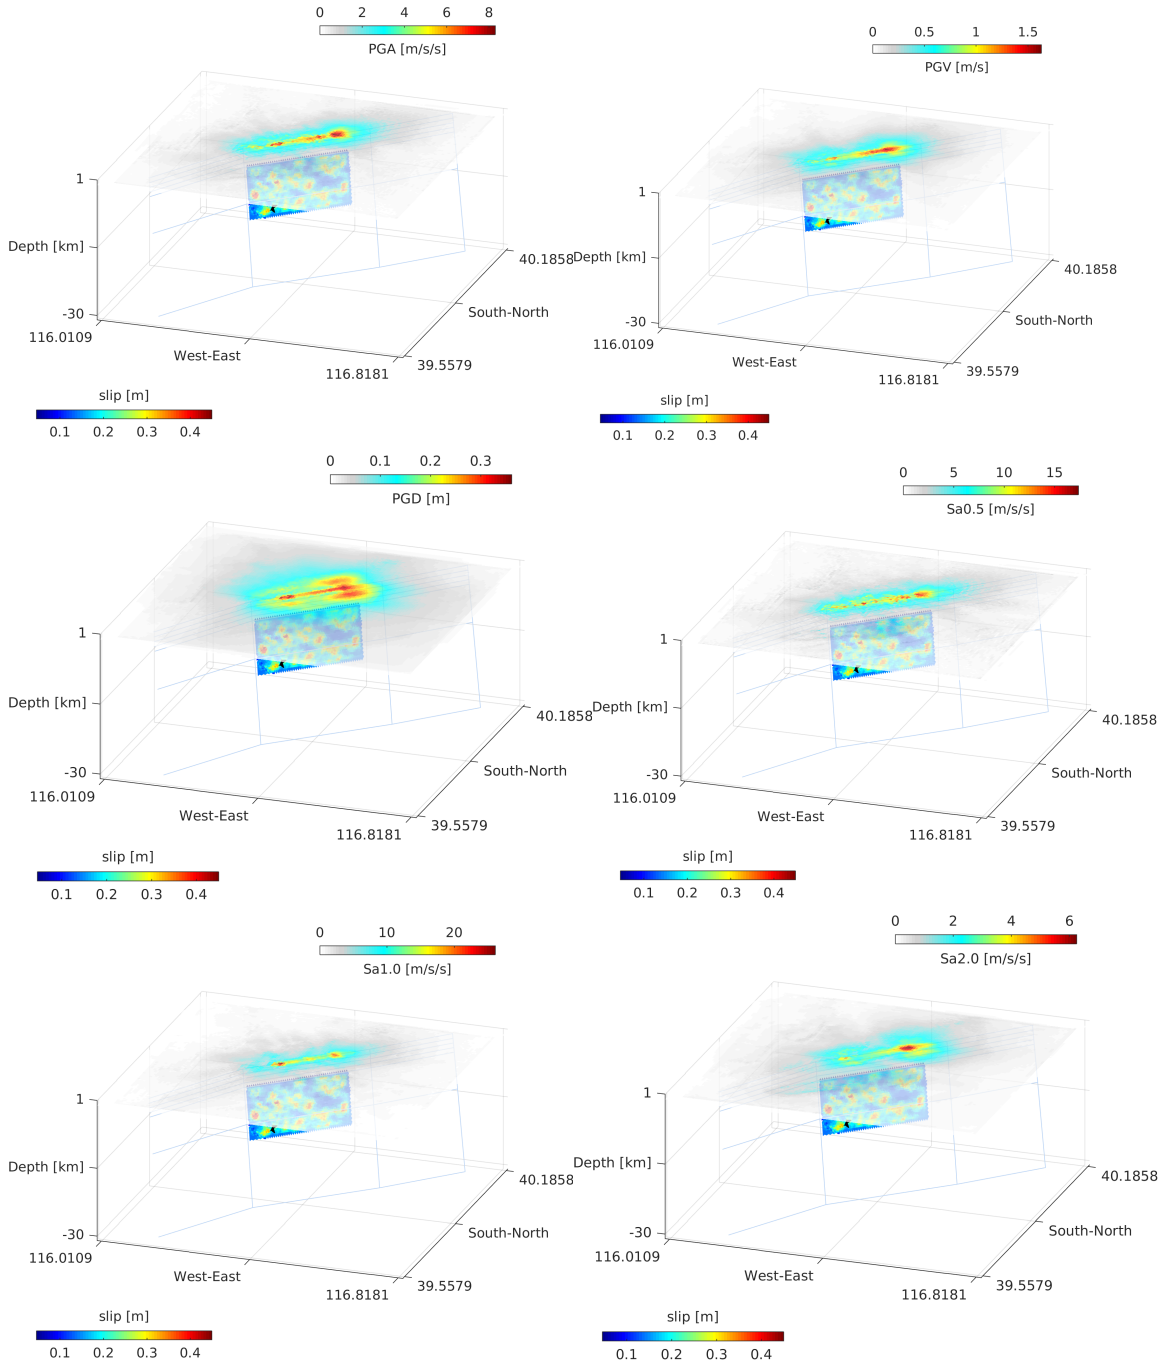 0 2 4 6 8
PGA [m/s/s]
1
Depth [km]
-30
116.0109
West-East
116.8181
39.5579
South-North
40.1858
slip [m]
0.1 0.2 0.3 0.4
0 0.5 1 1.5
PGV [m/s]
1
Depth [km]
-30
116.0109
West-East
116.8181
39.5579
South-North
40.1858
slip [m]
0.1 0.2 0.3 0.4
0 0.1 0.2 0.3
PGD [m]
1
Depth [km]
-30
116.0109
West-East
116.8181
39.5579
South-North
40.1858
slip [m]
0.1 0.2 0.3 0.4
0 5 10 15
Sa0.5 [m/s/s]
1
Depth [km]
-30
116.0109
West-East
116.8181
39.5579
South-North
40.1858
slip [m]
0.1 0.2 0.3 0.4
0 10 20
Sa1.0 [m/s/s]
1
Depth [km]
-30
116.0109
West-East
116.8181
39.5579
South-North
40.1858
slip [m]
0.1 0.2 0.3 0.4
0 2 4 6
Sa2.0 [m/s/s]
1
Depth [km]
-30
116.0109
West-East
116.8181
39.5579
South-North
40.1858
slip [m]
0.1 0.2 0.3 0.4